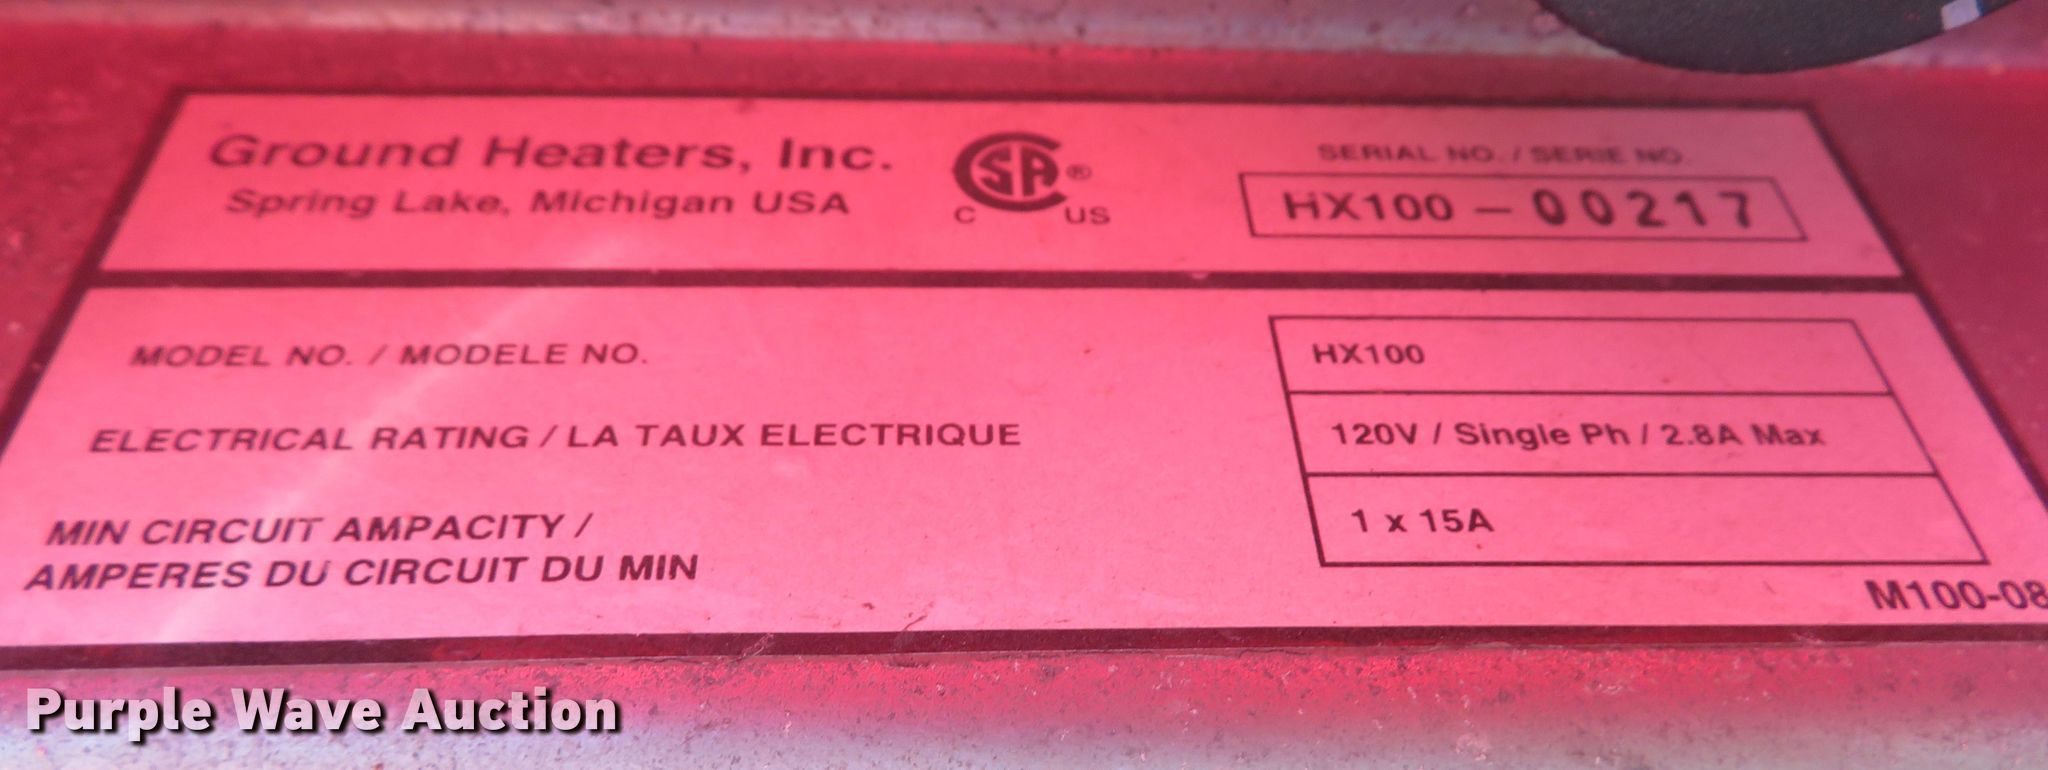 Ground Heaters, Inc.
Spring Lake, Michigan USA
CSA®
C US
SERIAL NO. / SERIE NO.
HX100 – 00217
MODEL NO. / MODELE NO.
HX100
ELECTRICAL RATING / LA TAUX ELECTRIQUE
120V / Single Ph / 2.8A Max
MIN CIRCUIT AMPACITY /
AMPERES DU CIRCUIT DU MIN
1 x 15A
M100-08
Purple Wave Auction